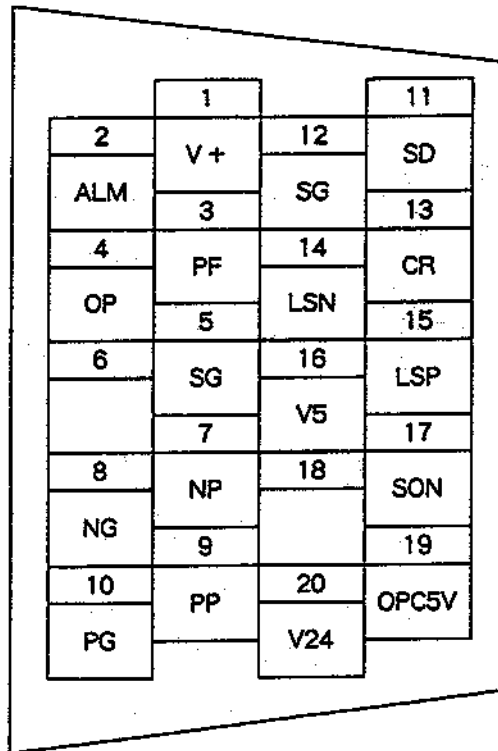 1 11
2 12
V+ SD
ALM SG
3 13
4 14
PF CR
OP LSN
5 15
6 16
SG LSP
V5
7 17
8 18
NP SON
NG
9 19
10 20
PP OPC5V
PG V24